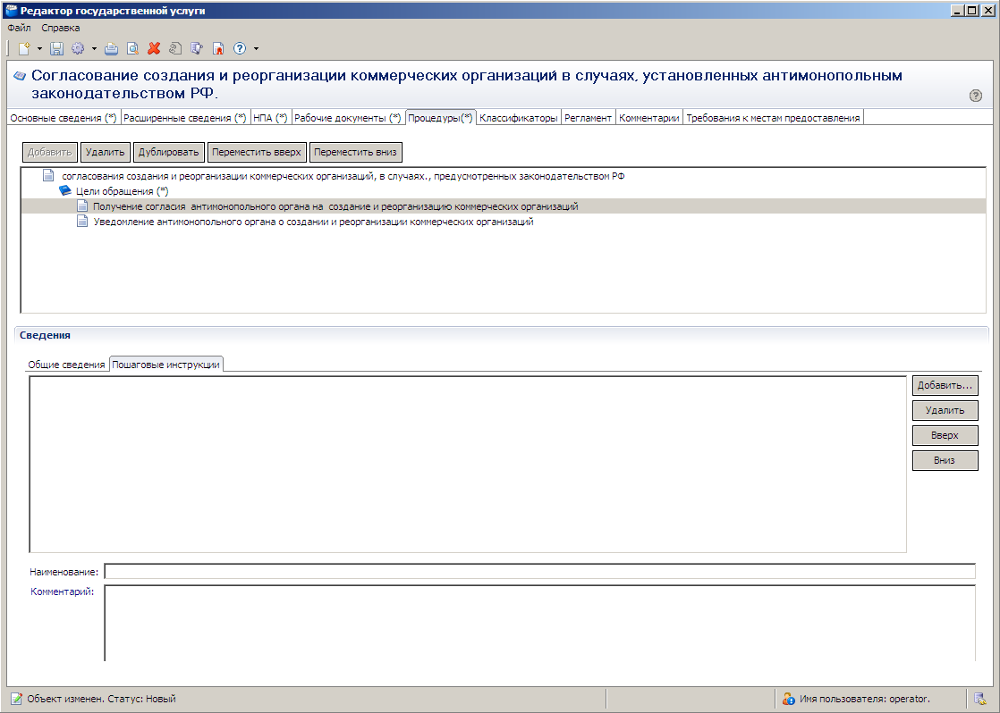 Редактор государственной услуги
Файл Справка
Согласование создания и реорганизации коммерческих организаций в случаях, установленных антимонопольным
законодательством РФ.
Основные сведения (*) Расширенные сведения (*) НПА (*) Рабочие документы (*) Процедуры(*) Классификаторы Регламент Комментарии Требования к местам предоставления
Добавить Удалить Дублировать Переместить вверх Переместить вниз
согласования создания и реорганизации коммерческих организаций, в случаях., предусмотренных законодательством РФ
Цели обращения (*)
Получение согласия антимонопольного органа на создание и реорганизацию коммерческих организаций
Уведомление антимонопольного органа о создании и реорганизации коммерческих организаций
Сведения
Общие сведения Пошаговые инструкции
Добавить...
Удалить
Вверх
Вниз
Наименование:
Комментарий:
Объект изменен. Статус: Новый Имя пользователя: operator.